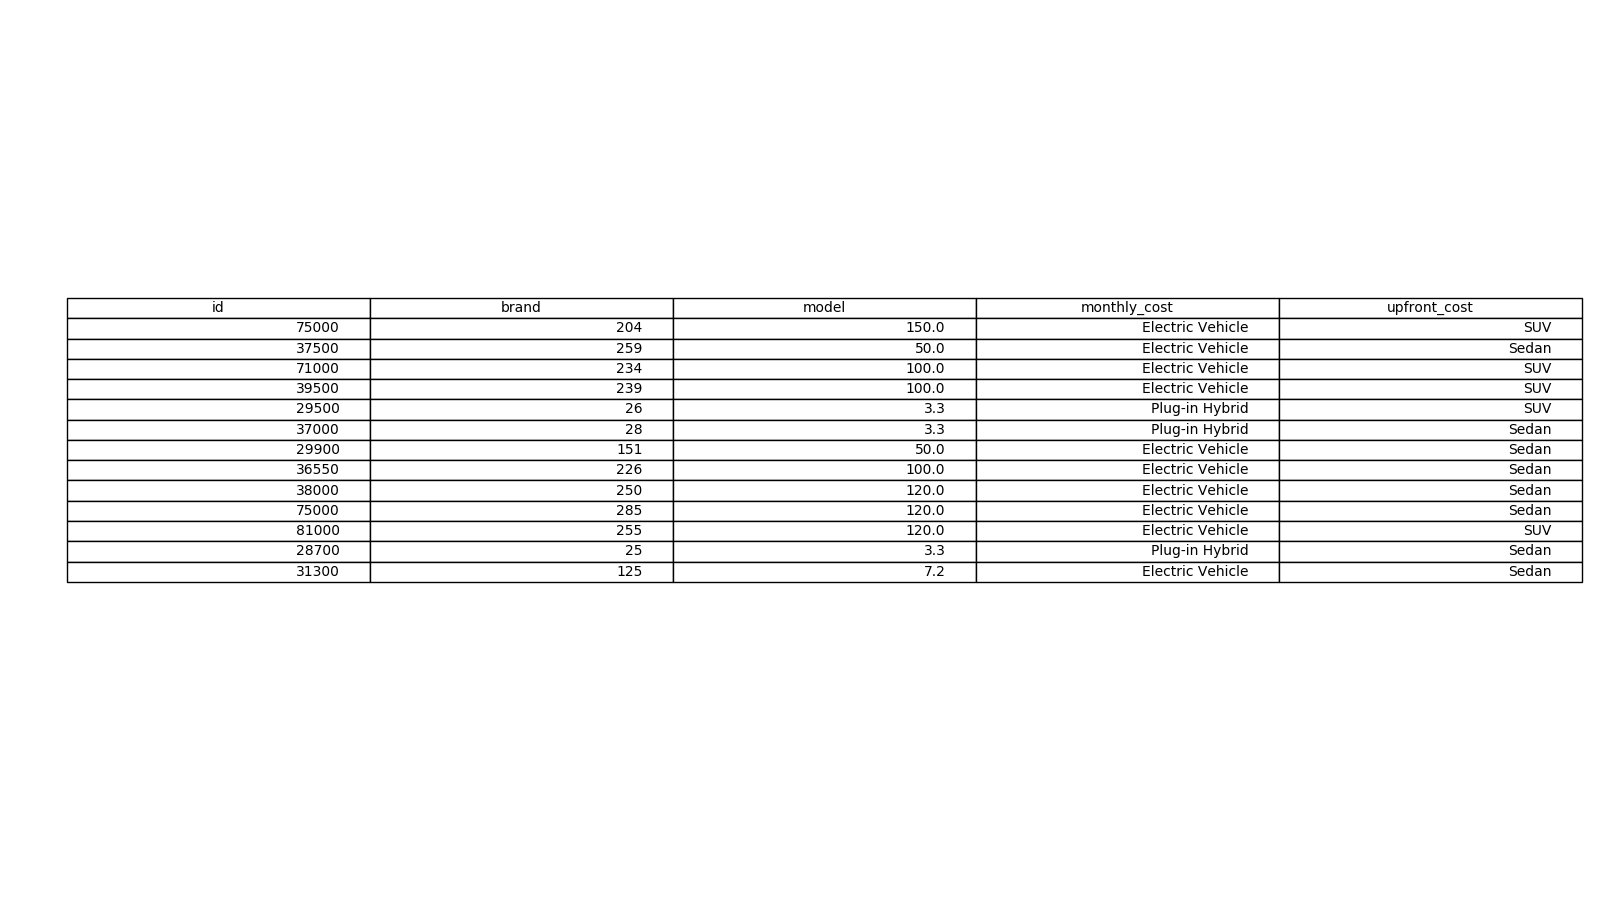 id brand model monthly_cost upfront_cost
75000 204 150.0 Electric Vehicle SUV
37500 259 50.0 Electric Vehicle Sedan
71000 234 100.0 Electric Vehicle SUV
39500 239 100.0 Electric Vehicle SUV
29500 26 3.3 Plug-in Hybrid SUV
37000 28 3.3 Plug-in Hybrid Sedan
29900 151 50.0 Electric Vehicle Sedan
36550 226 100.0 Electric Vehicle Sedan
38000 250 120.0 Electric Vehicle Sedan
75000 285 120.0 Electric Vehicle Sedan
81000 255 120.0 Electric Vehicle SUV
28700 25 3.3 Plug-in Hybrid Sedan
31300 125 7.2 Electric Vehicle Sedan